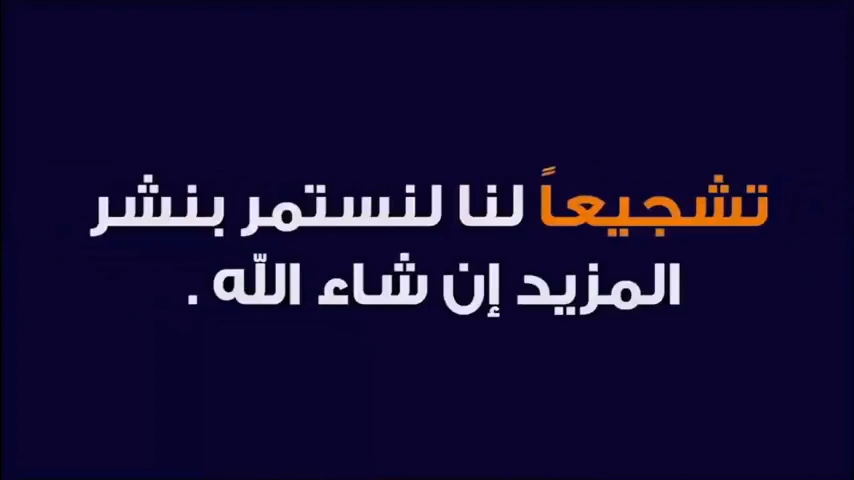 تشجيعاً لنا لنستمر بنشر
المزيد إن شاء الله .